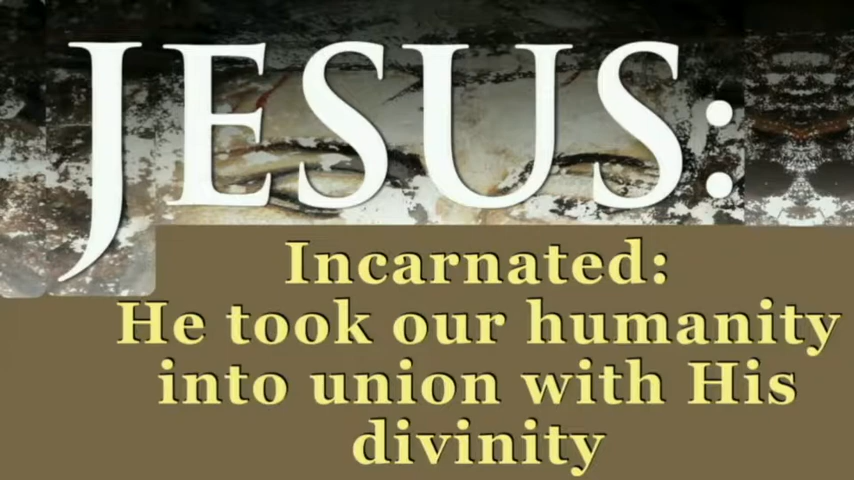 JESUS:
Incarnated:
He took our humanity
into union with His
divinity